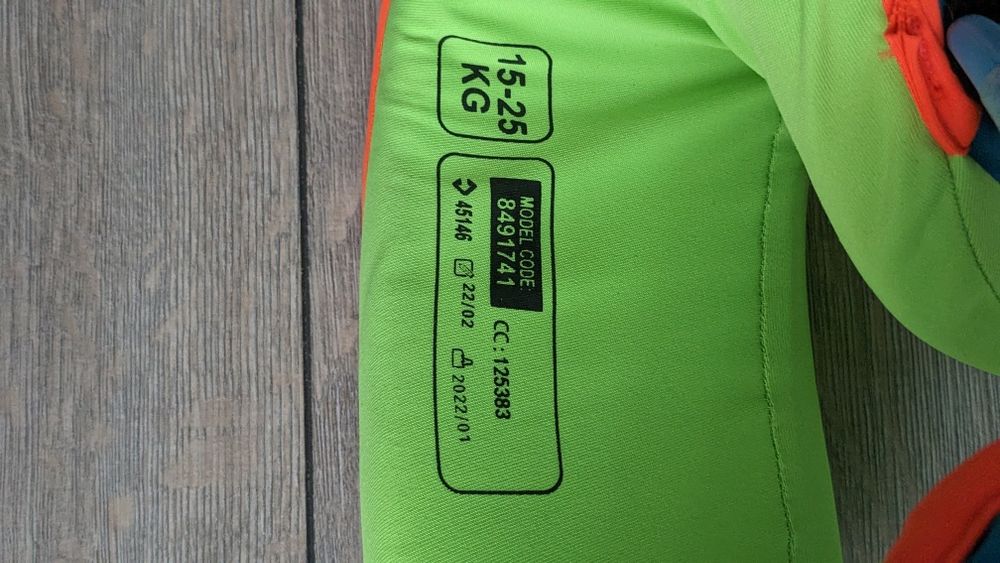 15-25
KG
MODEL CODE:
8491741
CC: 125383
45146 22/02 2022/01